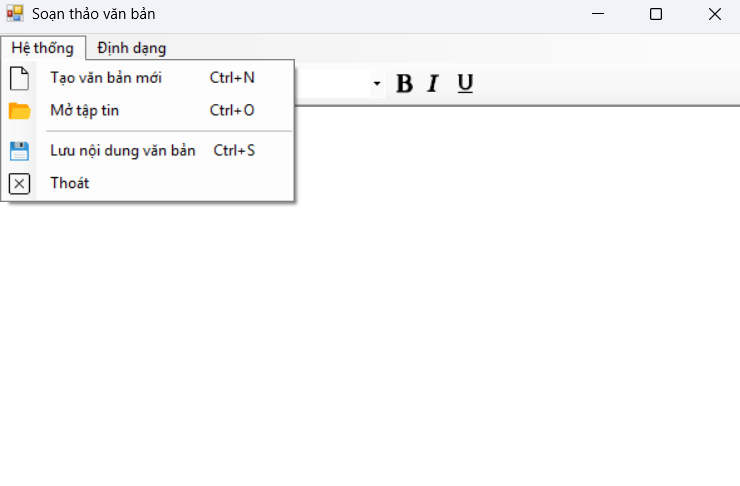 Soạn thảo văn bản
Hệ thống Định dạng
Tạo văn bản mới Ctrl+N
Mở tập tin Ctrl+O
Lưu nội dung văn bản Ctrl+S
Thoát
B I U